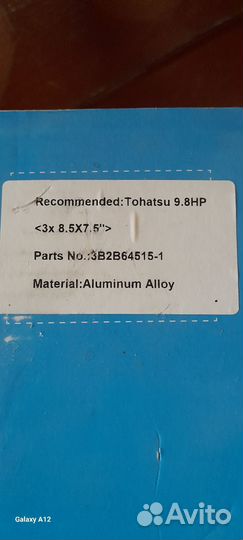 Recommended:Tohatsu 9.8HP
<3x 8.5X7.5">
Parts No.:3B2B64515-1
Material:Aluminum Alloy
Galaxy A12
Avito